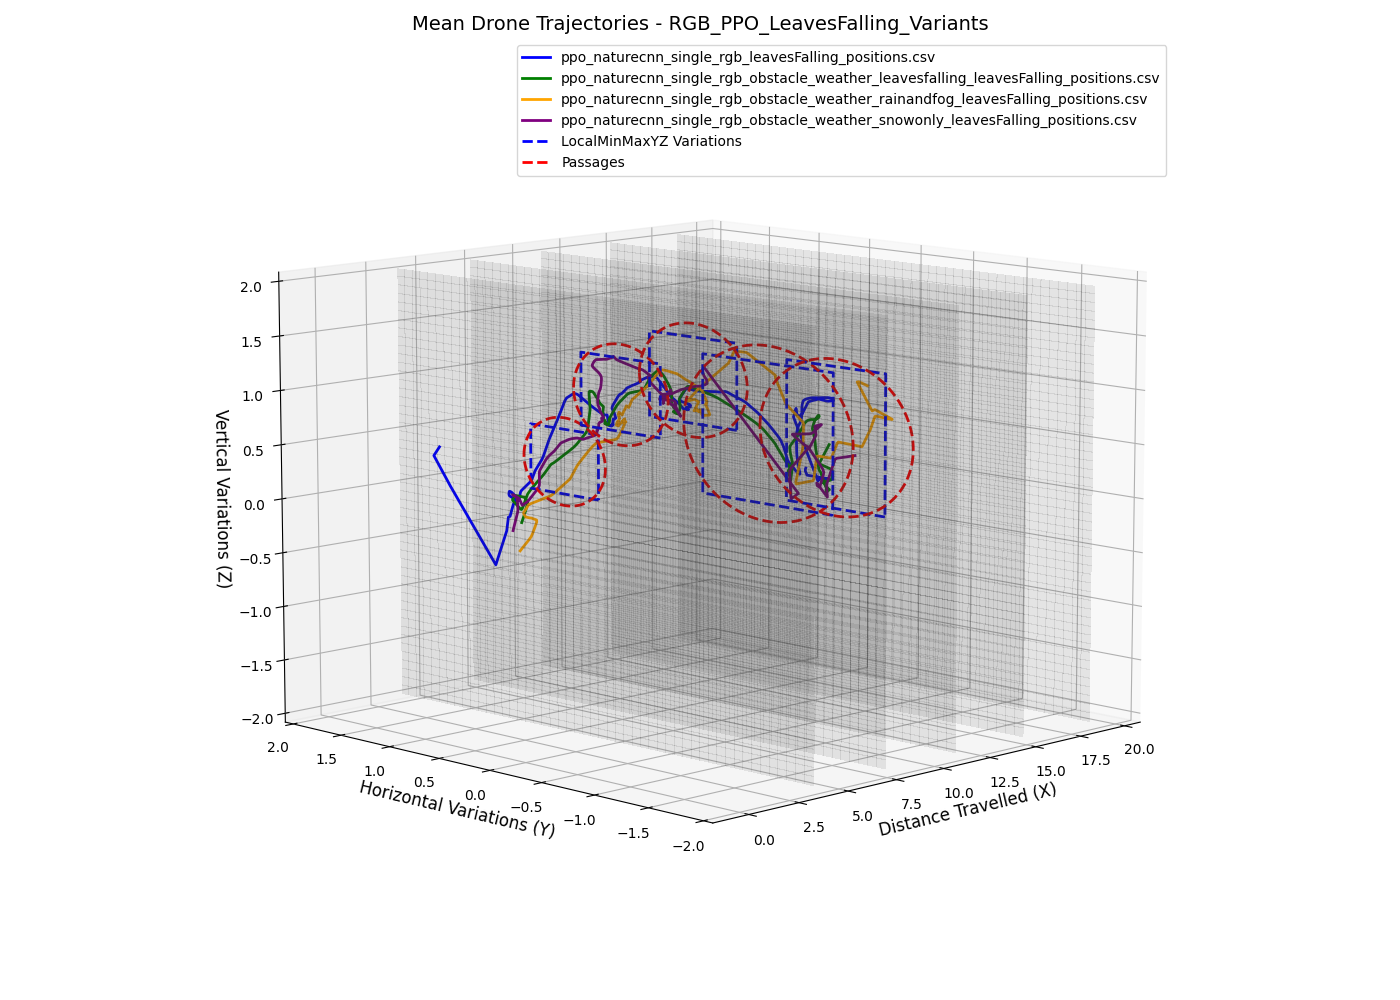 Mean Drone Trajectories - RGB_PPO_LeavesFalling_Variants
ppo_naturecnn_single_rgb_leavesFalling_positions.csv
ppo_naturecnn_single_rgb_obstacle_weather_leavesfalling_leavesFalling_positions.csv
ppo_naturecnn_single_rgb_obstacle_weather_rainandfog_leavesFalling_positions.csv
ppo_naturecnn_single_rgb_obstacle_weather_snowonly_leavesFalling_positions.csv
LocalMinMaxYZ Variations
Passages
Vertical Variations (Z)
2.0
1.5
1.0
0.5
0.0
−0.5
−1.0
−1.5
−2.0
Horizontal Variations (Y)
2.0
1.5
1.0
0.5
0.0
−0.5
−1.0
−1.5
−2.0
Distance Travelled (X)
0.0
2.5
5.0
7.5
10.0
12.5
15.0
17.5
20.0